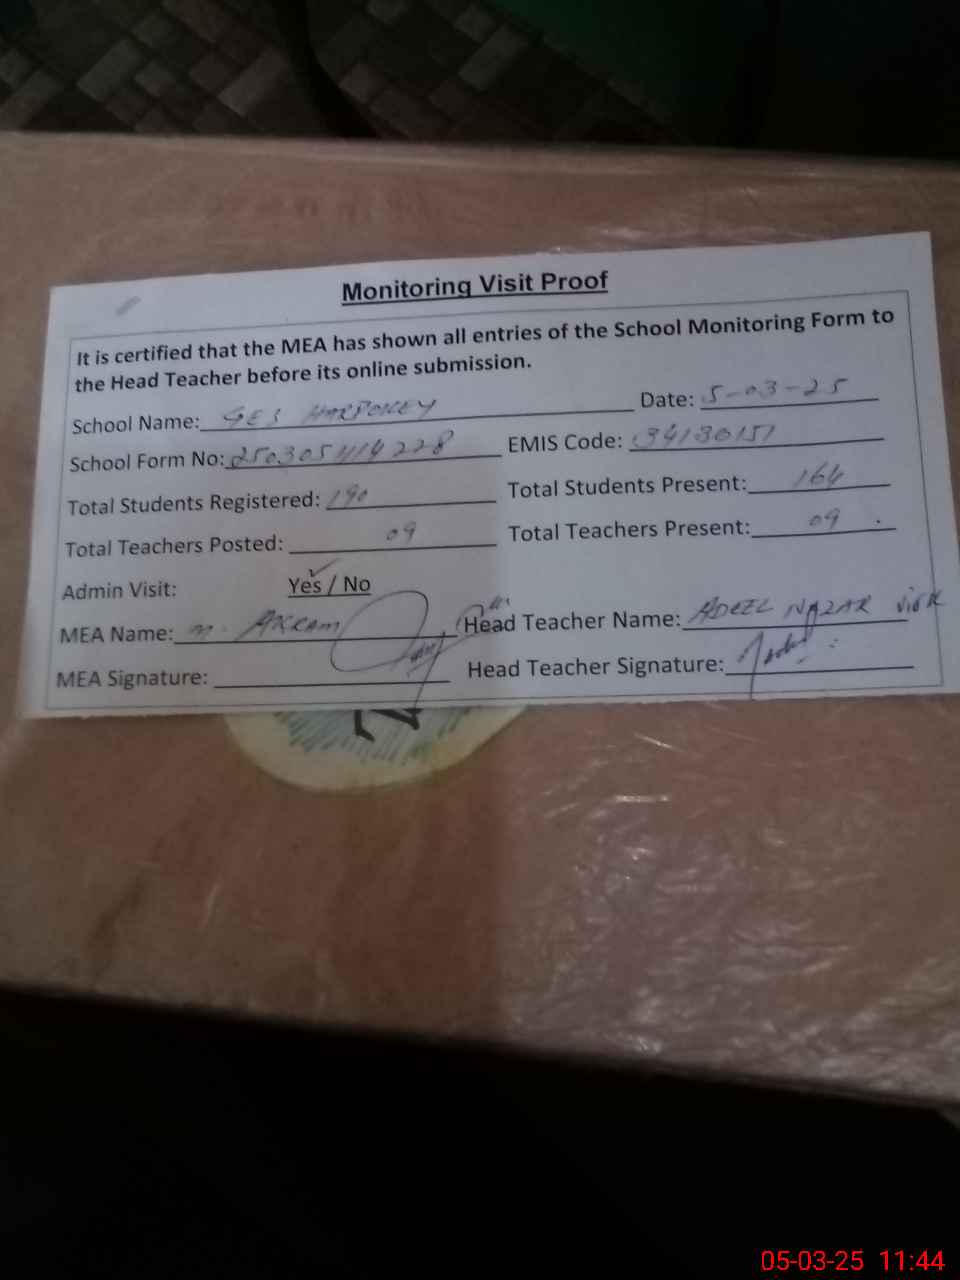 Monitoring Visit Proof
It is certified that the MEA has shown all entries of the School Monitoring Form to
the Head Teacher before its online submission.
School Name: GES HARPOKEY Date: 5-03-25
School Form No: 250305114228 EMIS Code: 34130151
Total Students Registered: 190 Total Students Present: 164
Total Teachers Posted: 09 Total Teachers Present: 09
Admin Visit: Yes / No
MEA Name: M. AKRAM Head Teacher Name: ADEEL NAZAR Virk
MEA Signature: Head Teacher Signature:
05-03-25 11:44